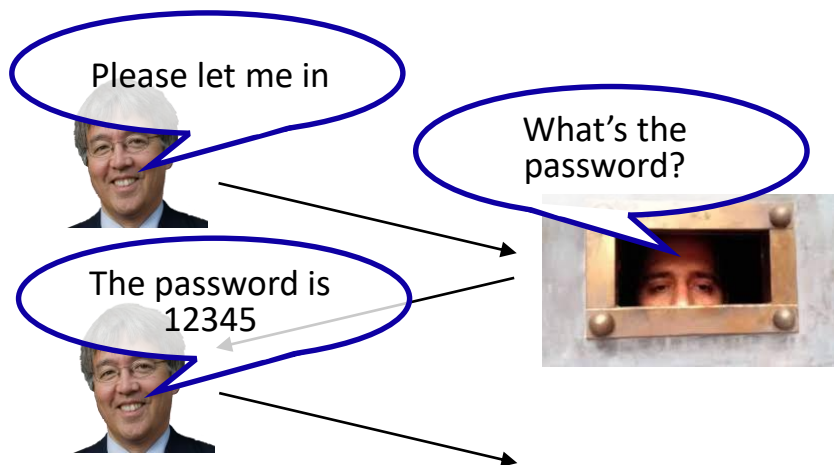 Please let me in
What’s the
password?
The password is
12345